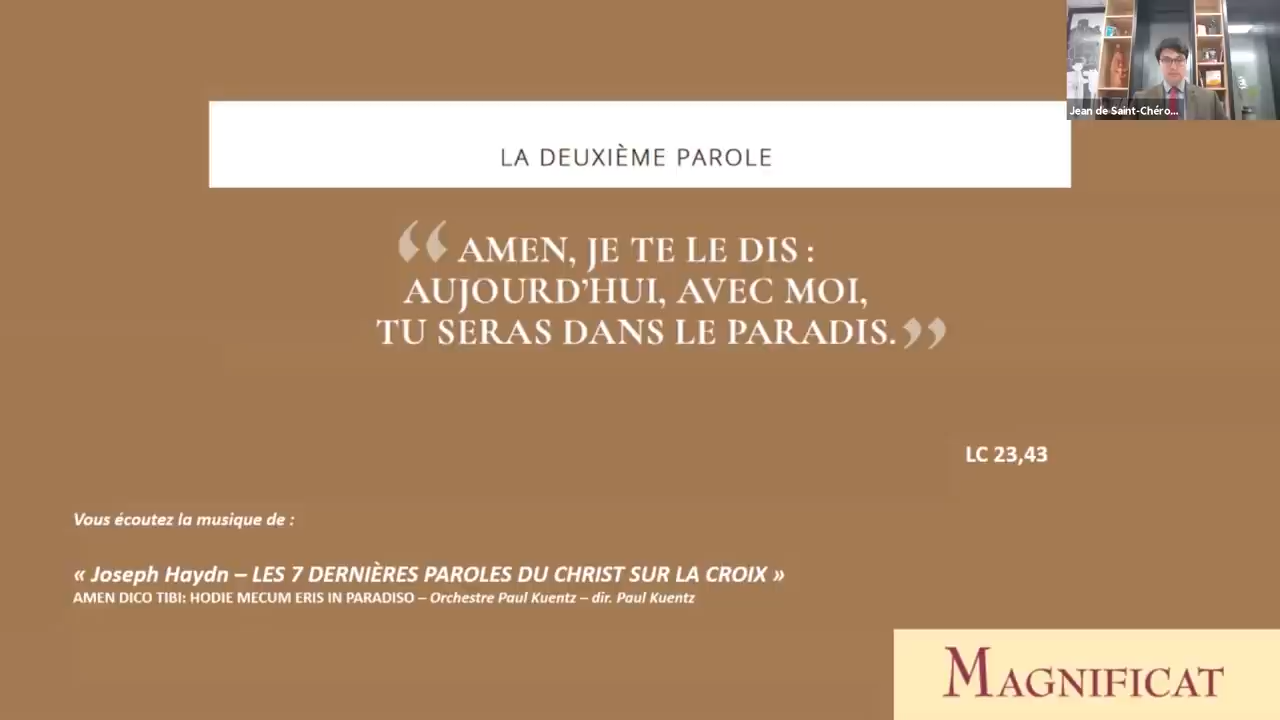 Jean de Saint-Chéro...
LA DEUXIÈME PAROLE
“ AMEN, JE TE LE DIS :
AUJOURD’HUI, AVEC MOI,
TU SERAS DANS LE PARADIS. ”
LC 23,43
Vous écoutez la musique de :
« Joseph Haydn – LES 7 DERNIÈRES PAROLES DU CHRIST SUR LA CROIX »
AMEN DICO TIBI: HODIE MECUM ERIS IN PARADISO – Orchestre Paul Kuentz – dir. Paul Kuentz
MAGNIFICAT